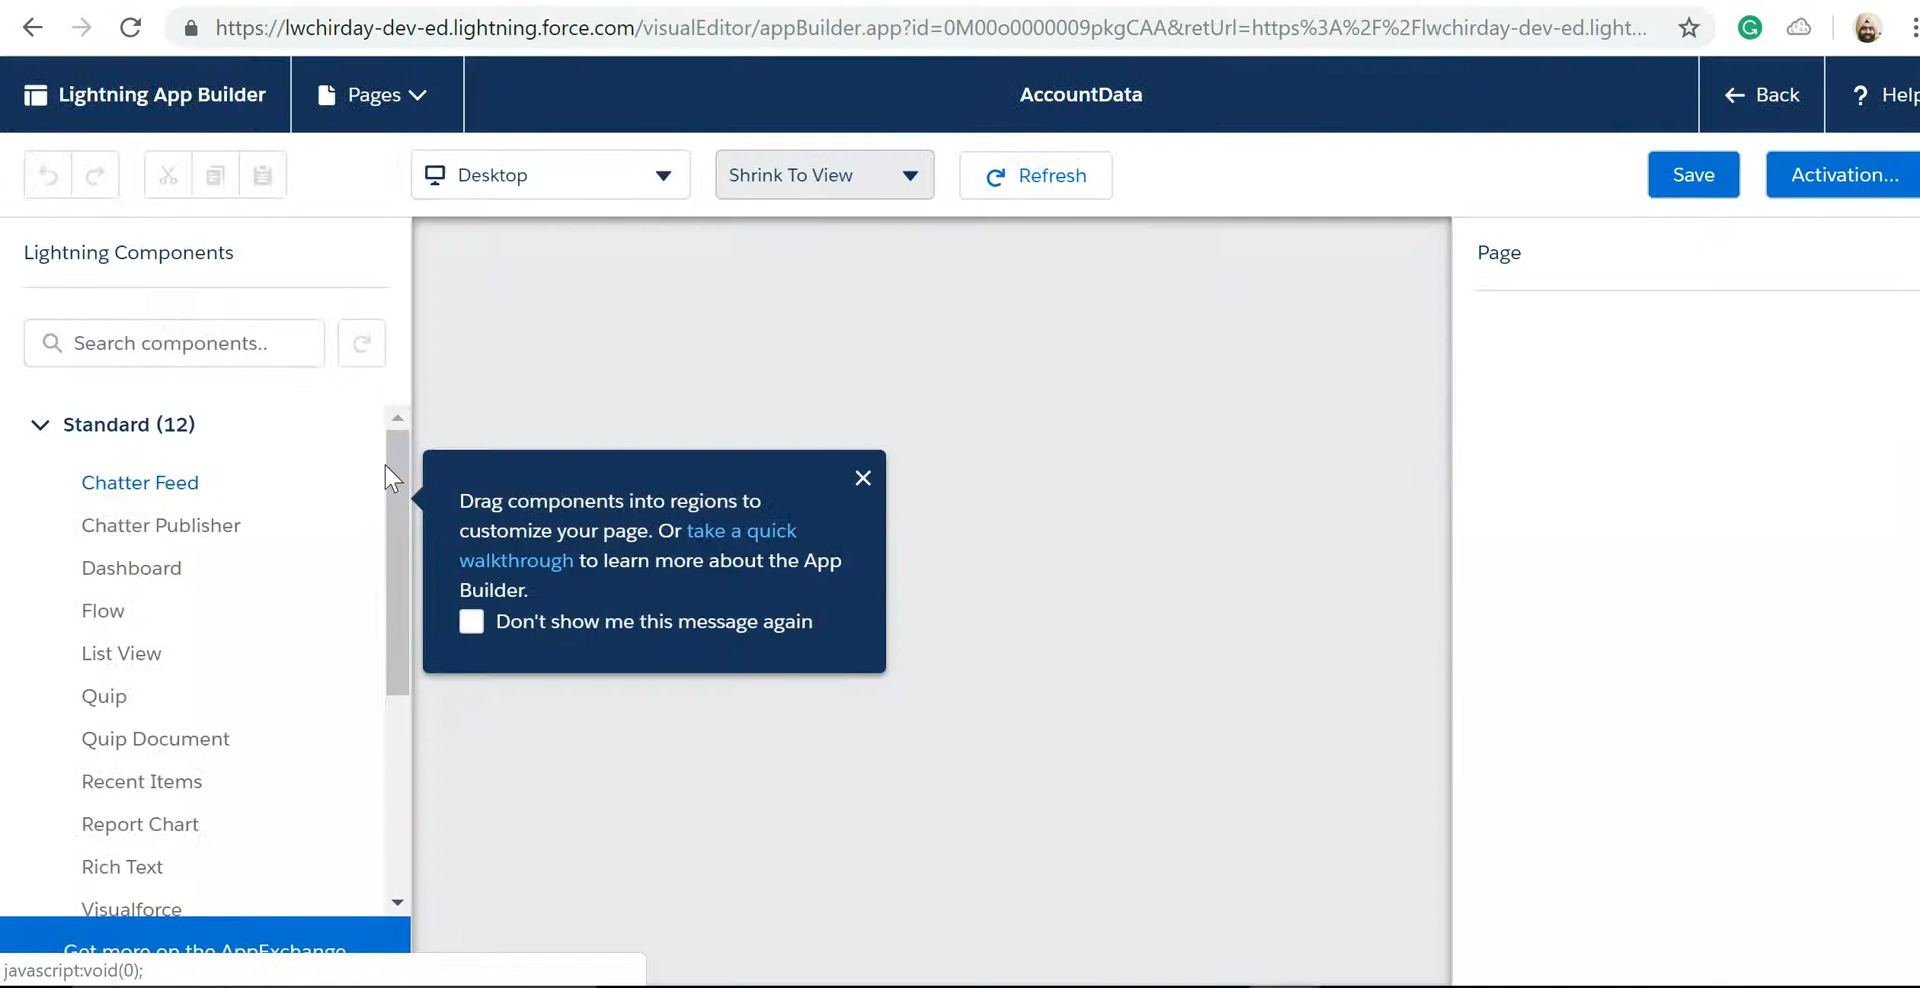 https://lwchirday-dev-ed.lightning.force.com/visualEditor/appBuilder.app?id=0M00o0000009pkgCAA&retUrl=https%3A%2F%2Flwchirday-dev-ed.light...
Lightning App Builder
Pages
AccountData
Back
? Help
Desktop
Shrink To View
Refresh
Save
Activation...
Lightning Components
Page
Search components..
Standard (12)
Chatter Feed
Chatter Publisher
Dashboard
Flow
List View
Quip
Quip Document
Recent Items
Report Chart
Rich Text
Visualforce
Get more on the AppExchange
Drag components into regions to
customize your page. Or take a quick
walkthrough to learn more about the App
Builder.
Don't show me this message again
javascript:void(0);